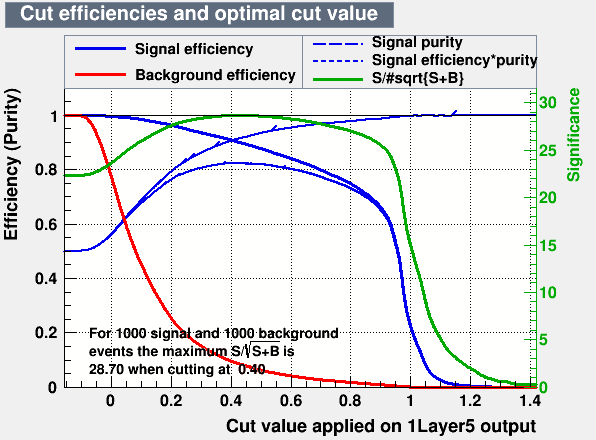 Cut efficiencies and optimal cut value
Signal efficiency
Background efficiency
Signal purity
Signal efficiency*purity
S/#sqrt{S+B}
Efficiency (Purity)
1
0.8
0.6
0.4
0.2
0
30
25
20
15
10
5
0
Significance
For 1000 signal and 1000 background
events the maximum S/√S+B is
28.70 when cutting at 0.40
0 0.2 0.4 0.6 0.8 1 1.2 1.4
Cut value applied on 1Layer5 output